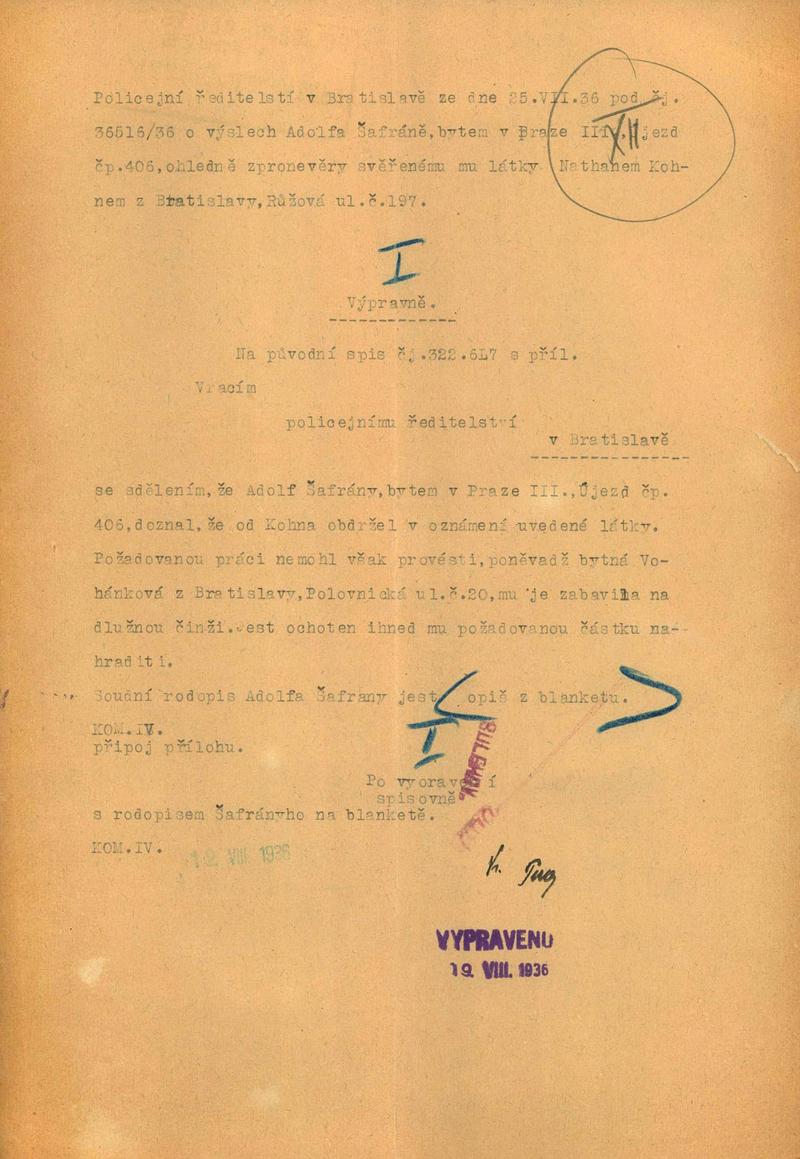 Policejní ředitelství v Bratislavě ze dne 25.VII.36 pod čj.
36516/36 o výslech Adolfa Šafráně,bytem v Praze III., Újezd
XII
čp.406,ohledně zpronevěry svěřenému mu látky Nathanem Koh-
nem z Bratislavy,Růžová ul.č.197.
I
Výpravně.
Na původní spis čj.322.617 s příl.
Vracím
policejnímu ředitelství
v Bratislavě
se sdělením,že Adolf Šafrány,bytem v Praze III.,Újezd čp.
406,doznal,že od Kohna obdržel v oznámení uvedené látky.
Požadovanou práci nemohl však provésti,poněvadž bytná Vo-
hánková z Bratislavy,Polovnická ul.č.20,mu je zabavila na
dlužnou činži.Jest ochoten ihned mu požadovanou částku na--
hraditi.
Soudní rodopis Adolfa Šafrany jest opiš z blanketu.
KOM.IV.
I
připoj přílohu.
Po vypravení
spisovně
s rodopisem Šafrányho na blanketě.
KOM.IV.
12. VIII. 1936
VYPRAVENO
19. VIII. 1936